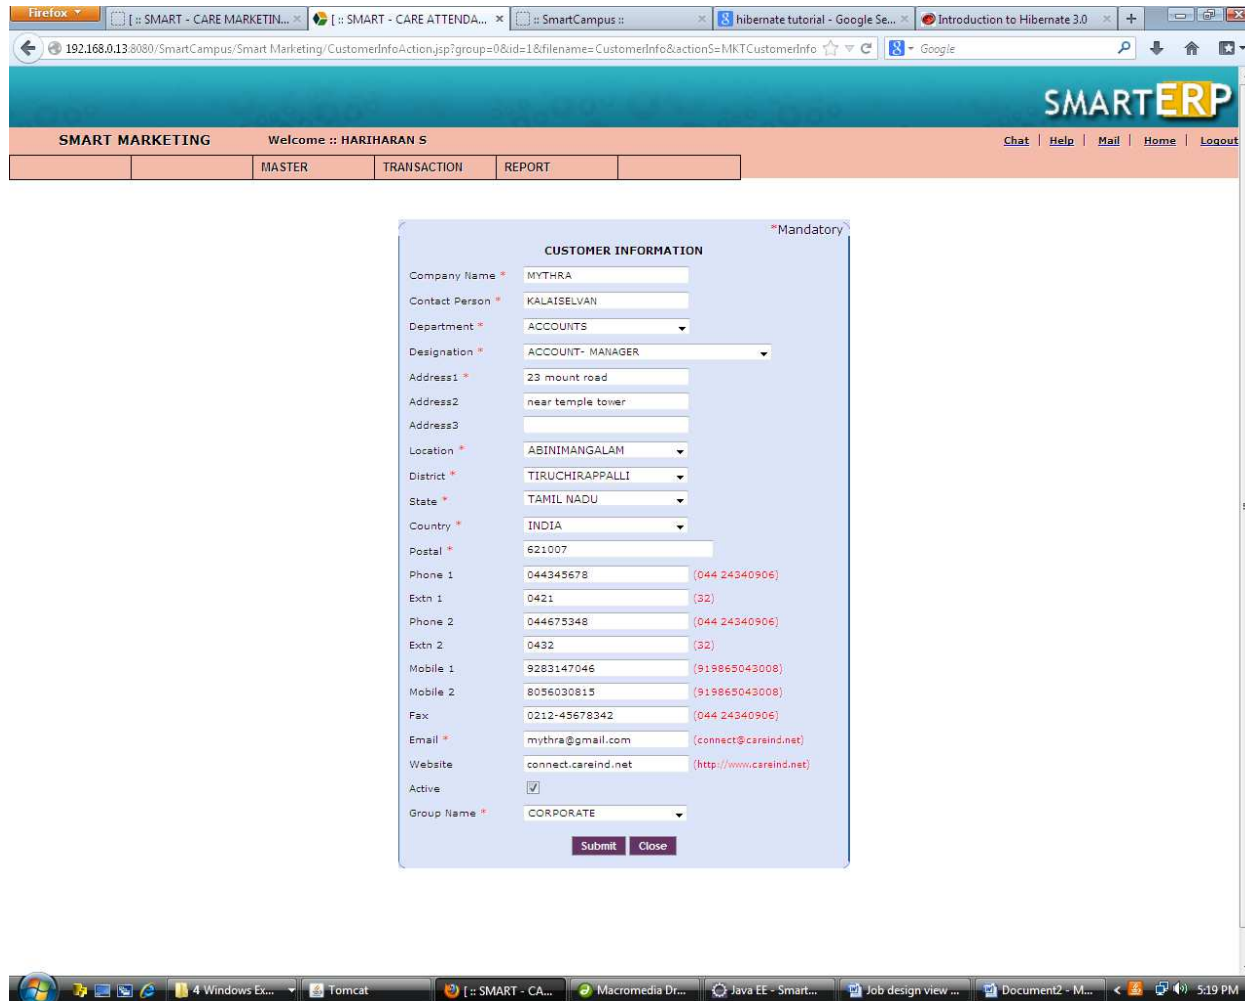 Firefox
[ :: SMART - CARE MARKETIN... × [ :: SMART - CARE ATTENDA... × :: SmartCampus :: × hibernate tutorial - Google Se... × Introduction to Hibernate 3.0 × +
192.168.0.13:8080/SmartCampus/Smart Marketing/CustomerInfoAction.jsp?group=0&id=1&filename=CustomerInfo&actionS=MKTCustomerInfo Google
SMARTERP
SMART MARKETING Welcome :: HARIHARAN S Chat | Help | Mail | Home | Logout
MASTER TRANSACTION REPORT
*Mandatory
CUSTOMER INFORMATION
Company Name * MYTHRA
Contact Person * KALAISELVAN
Department * ACCOUNTS
Designation * ACCOUNT- MANAGER
Address1 * 23 mount road
Address2 near temple tower
Address3
Location * ABINIMANGALAM
District * TIRUCHIRAPPALLI
State * TAMIL NADU
Country * INDIA
Postal * 621007
Phone 1 044345678 (044 24340906)
Extn 1 0421 (32)
Phone 2 044675348 (044 24340906)
Extn 2 0432 (32)
Mobile 1 9283147046 (919865043008)
Mobile 2 8056030815 (919865043008)
Fax 0212-45678342 (044 24340906)
Email * mythra@gmail.com (connect@careind.net)
Website connect.careind.net (http://www.careind.net)
Active
Group Name * CORPORATE
Submit Close
4 Windows Ex... Tomcat [ :: SMART - CA... Macromedia Dr... Java EE - Smart... Job design view ... Document2 - M... 5:19 PM